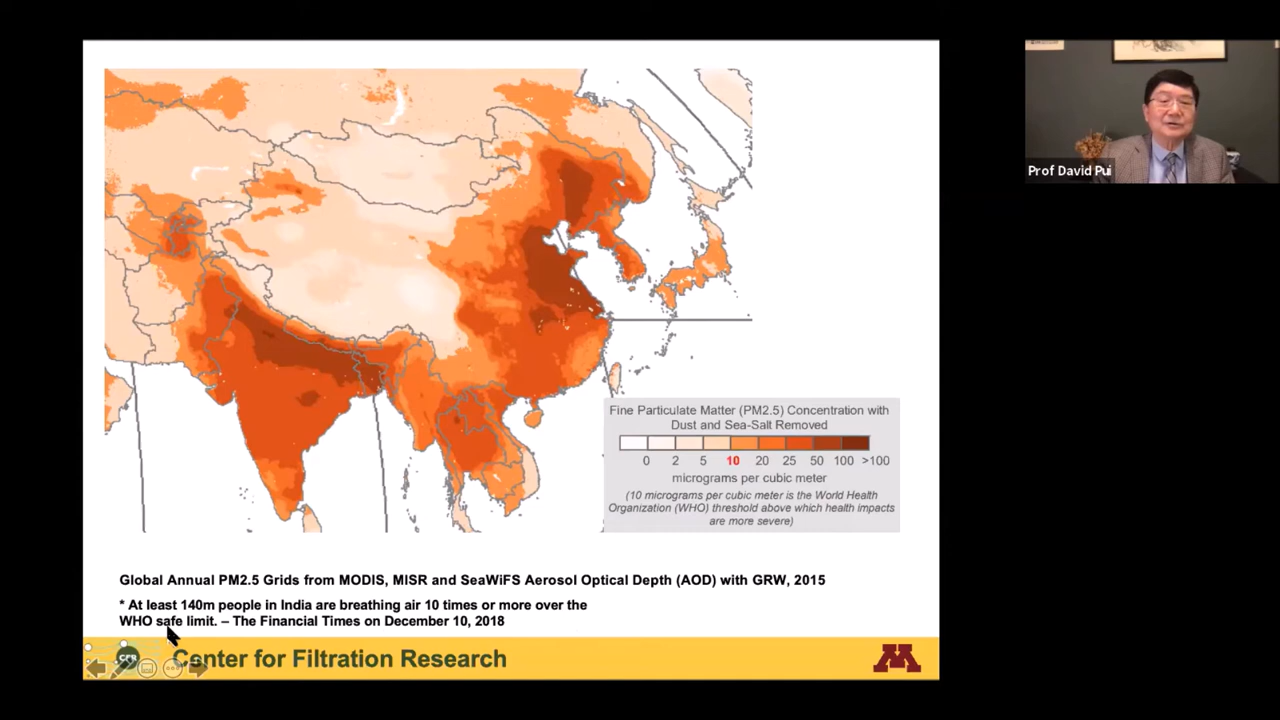 Prof David Pui
Fine Particulate Matter (PM2.5) Concentration with
Dust and Sea-Salt Removed
0 2 5 10 20 25 50 100 >100
micrograms per cubic meter
(10 micrograms per cubic meter is the World Health
Organization (WHO) threshold above which health impacts
are more severe)
Global Annual PM2.5 Grids from MODIS, MISR and SeaWiFS Aerosol Optical Depth (AOD) with GRW, 2015
* At least 140m people in India are breathing air 10 times or more over the
WHO safe limit. – The Financial Times on December 10, 2018
CFR
Center for Filtration Research
M